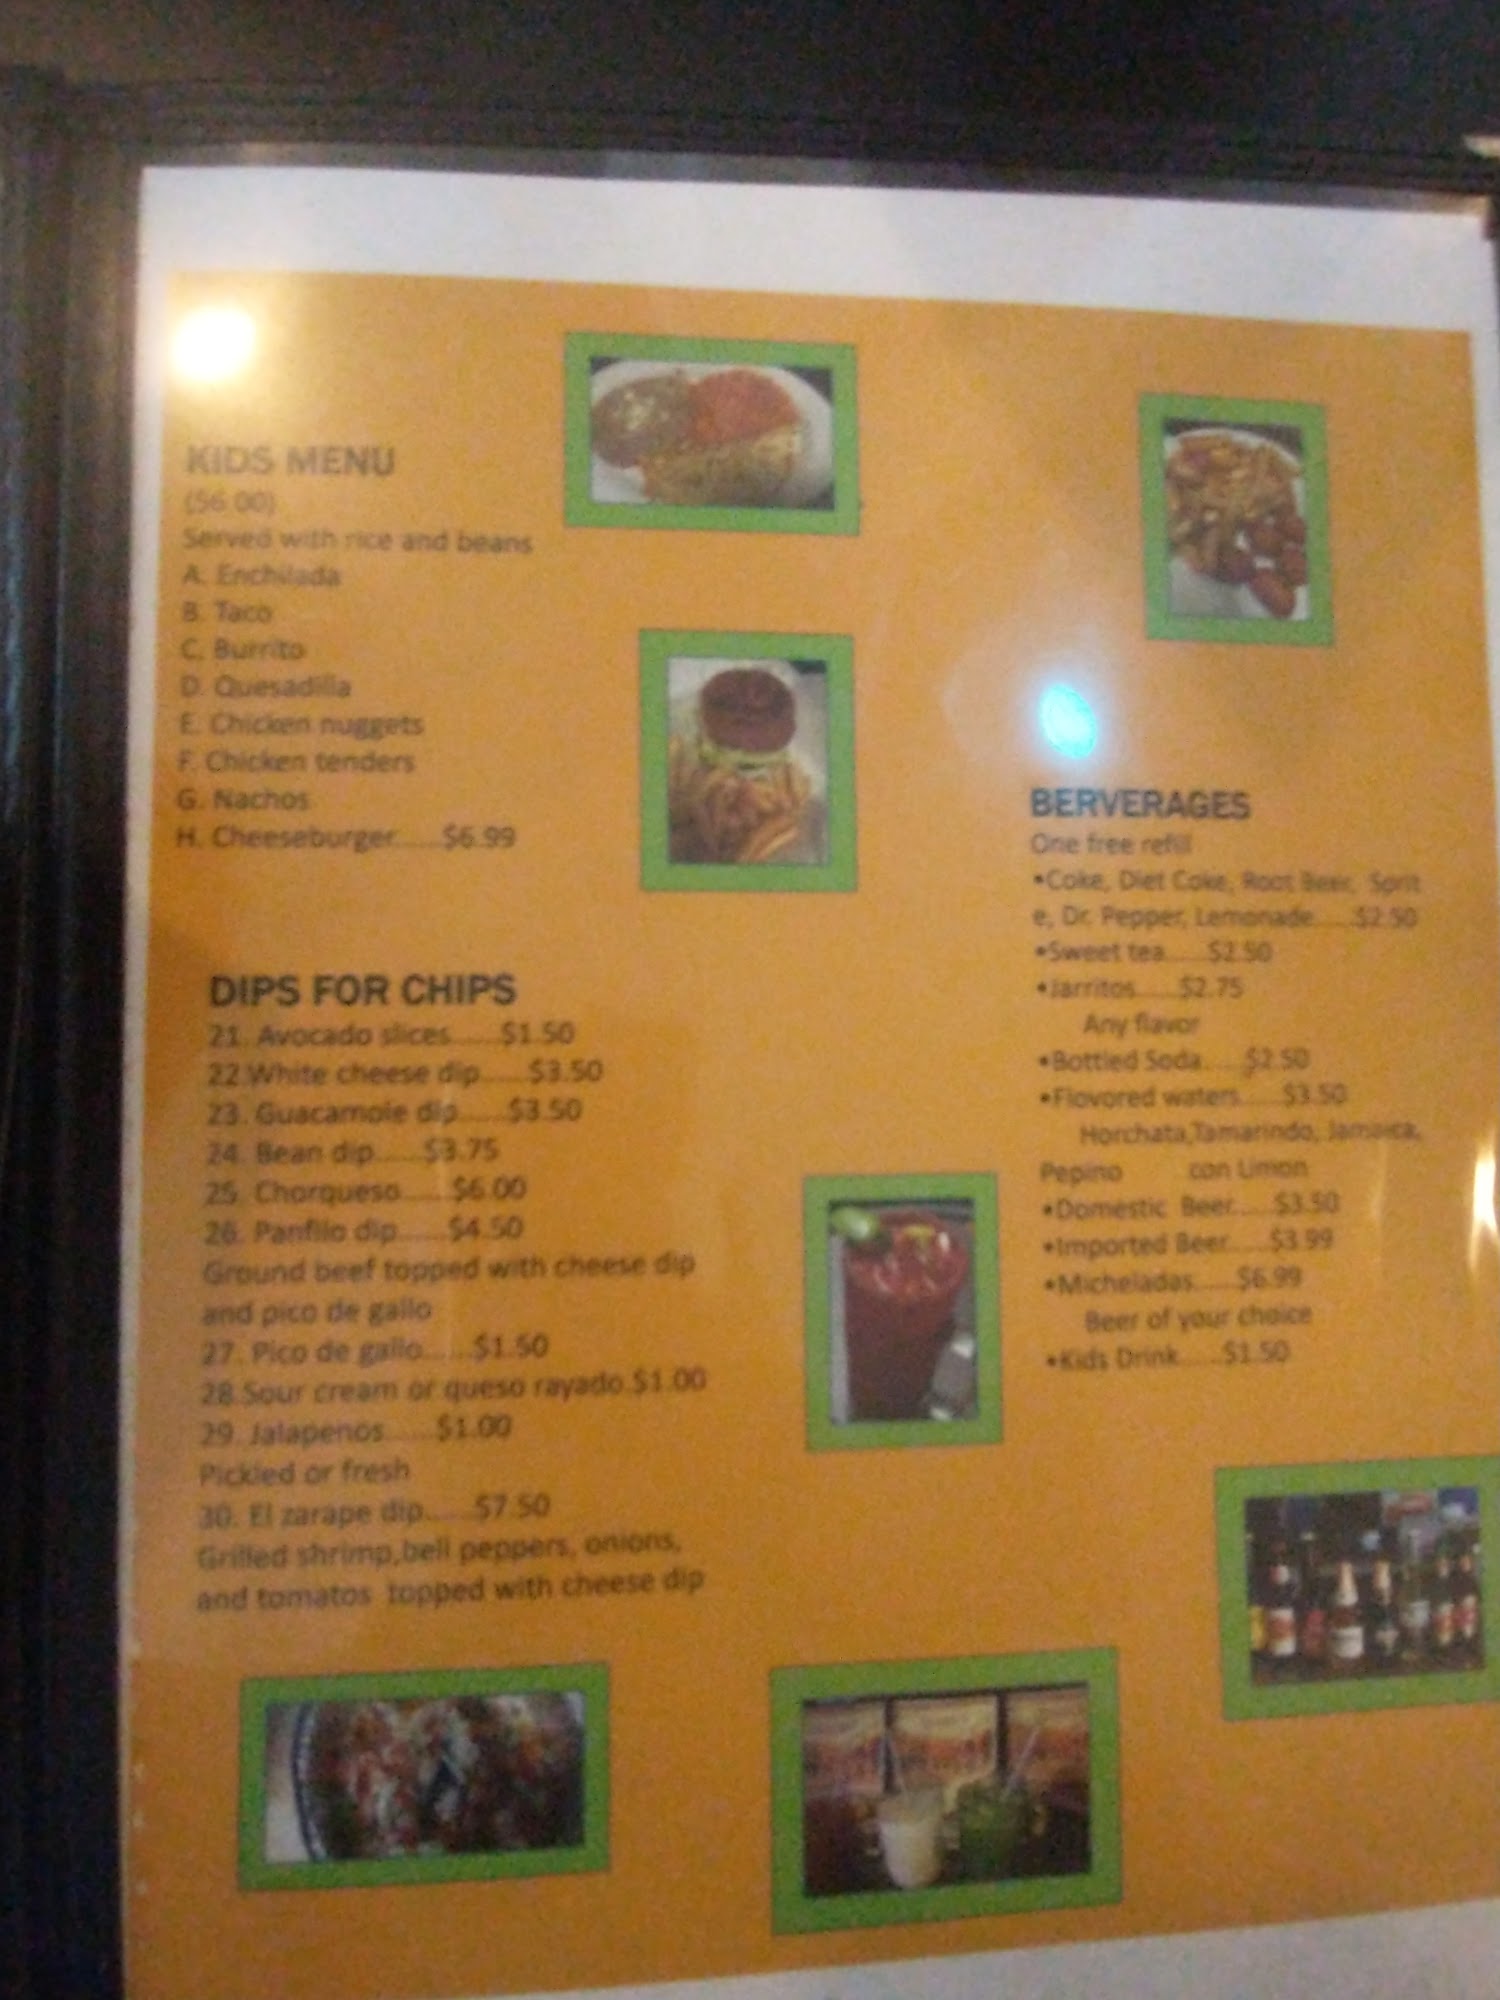 KIDS MENU
($6.00)
Served with rice and beans
A. Enchilada
B. Taco
C. Burrito
D. Quesadilla
E. Chicken nuggets
F. Chicken tenders
G. Nachos
H. Cheeseburger......$6.99
DIPS FOR CHIPS
21. Avocado slices......$1.50
22.White cheese dip......$3.50
23. Guacamole dip......$3.50
24. Bean dip......$3.75
25. Chorqueso......$6.00
26. Panfilo dip......$4.50
Ground beef topped with cheese dip
and pico de gallo
27. Pico de gallo......$1.50
28.Sour cream or queso rayado.$1.00
29. Jalapenos......$1.00
Pickled or fresh
30. El zarape dip......$7.50
Grilled shrimp,bell peppers, onions,
and tomatos topped with cheese dip
BERVERAGES
One free refill
•Coke, Diet Coke, Root Beer, Sprit
e, Dr. Pepper, Lemonade.....$2.50
•Sweet tea......$2.50
•Jarritos......$2.75
Any flavor
•Bottled Soda......$2.50
•Flovored waters......$3.50
Horchata,Tamarindo, Jamaica,
Pepino con Limon
•Domestic Beer......$3.50
•Imported Beer......$3.99
•Micheladas......$6.99
Beer of your choice
•Kids Drink......$1.50